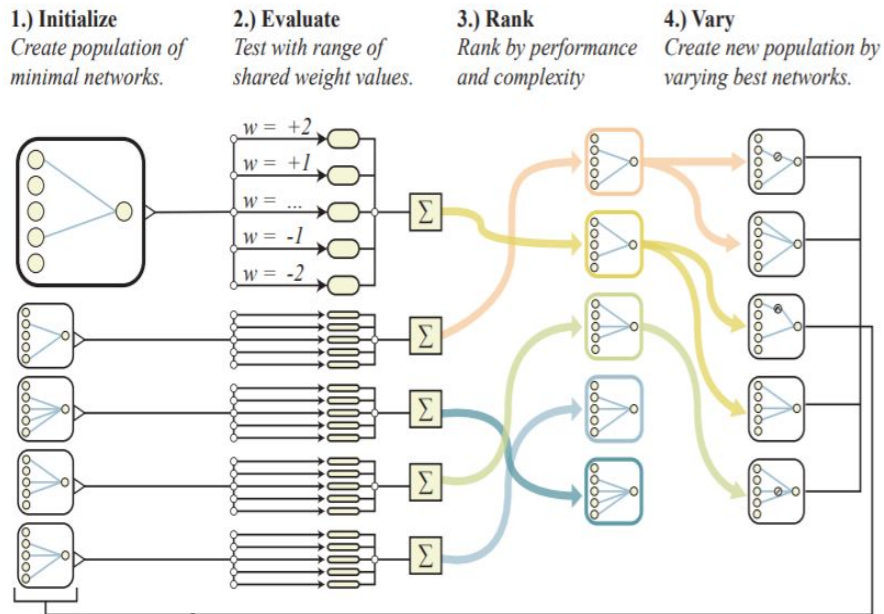 1.) Initialize
Create population of
minimal networks.
2.) Evaluate
Test with range of
shared weight values.
3.) Rank
Rank by performance
and complexity
4.) Vary
Create new population by
varying best networks.
w = +2
w = +1
w = ...
w = -1
w = -2
Σ
Σ
Σ
Σ
Σ